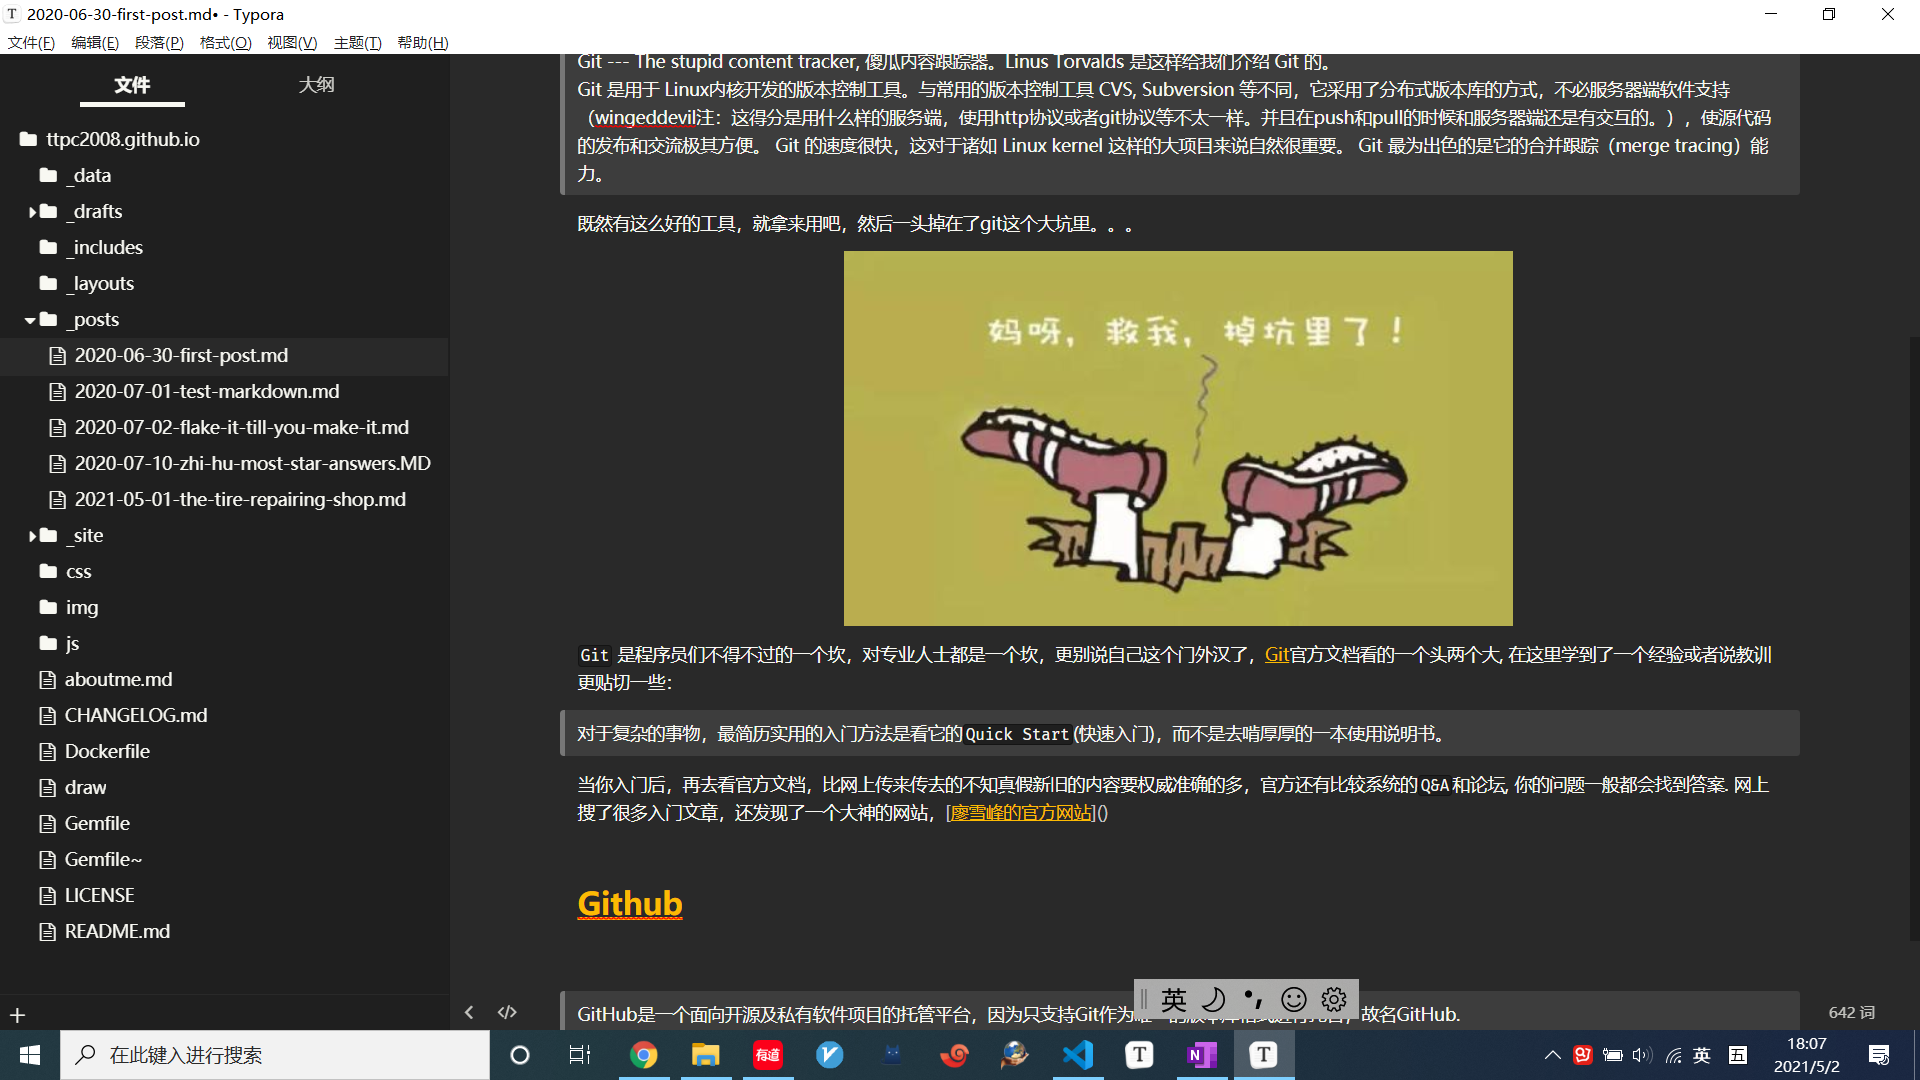 2020-06-30-first-post.md• - Typora
文件(F) 编辑(E) 段落(P) 格式(O) 视图(V) 主题(T) 帮助(H)
文件 大纲
ttpc2008.github.io
_data
_drafts
_includes
_layouts
_posts
2020-06-30-first-post.md
2020-07-01-test-markdown.md
2020-07-02-flake-it-till-you-make-it.md
2020-07-10-zhi-hu-most-star-answers.MD
2021-05-01-the-tire-repairing-shop.md
_site
css
img
js
aboutme.md
CHANGELOG.md
Dockerfile
draw
Gemfile
Gemfile~
LICENSE
README.md
Git --- The stupid content tracker, 傻瓜内容跟踪器。Linus Torvalds 是这样给我们介绍 Git 的。
Git 是用于 Linux内核开发的版本控制工具。与常用的版本控制工具 CVS, Subversion 等不同，它采用了分布式版本库的方式，不必服务器端软件支持
（wingeddevil注：这得分是用什么样的服务端，使用http协议或者git协议等不太一样。并且在push和pull的时候和服务器端还是有交互的。），使源代码
的发布和交流极其方便。 Git 的速度很快，这对于诸如 Linux kernel 这样的大项目来说自然很重要。 Git 最为出色的是它的合并跟踪（merge tracing）能
力。
既然有这么好的工具，就拿来用吧，然后一头掉在了git这个大坑里。。。
妈呀，救我，掉坑里了！
Git 是程序员们不得不过的一个坎，对专业人士都是一个坎，更别说自己这个门外汉了，Git官方文档看的一个头两个大, 在这里学到了一个经验或者说教训
更贴切一些：
对于复杂的事物，最简历实用的入门方法是看它的Quick Start(快速入门)，而不是去啃厚厚的一本使用说明书。
当你入门后，再去看官方文档，比网上传来传去的不知真假新旧的内容要权威准确的多，官方还有比较系统的Q&A和论坛, 你的问题一般都会找到答案. 网上
搜了很多入门文章，还发现了一个大神的网站，[廖雪峰的官方网站]()
Github
GitHub是一个面向开源及私有软件项目的托管平台，因为只支持Git作为 故名GitHub.
英
642 词
在此键入进行搜索
有道
英 五
18:07
2021/5/2